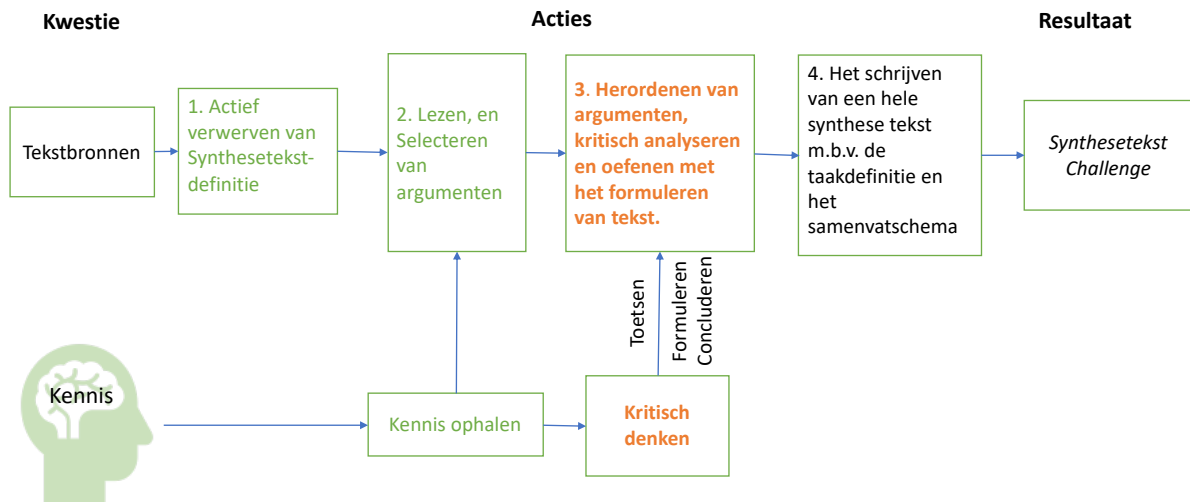 Kwestie
Acties
Resultaat
Tekstbronnen
1. Actief
verwerven van
Synthesetekst-
definitie
2. Lezen, en
Selecteren
van
argumenten
3. Herordenen van
argumenten,
kritisch analyseren
en oefenen met
het formuleren
van tekst.
4. Het schrijven
van een hele
synthese tekst
m.b.v. de
taakdefinitie en
het
samenvatschema
Synthesetekst
Challenge
Toetsen
Formuleren
Concluderen
Kennis
Kennis ophalen
Kritisch
denken